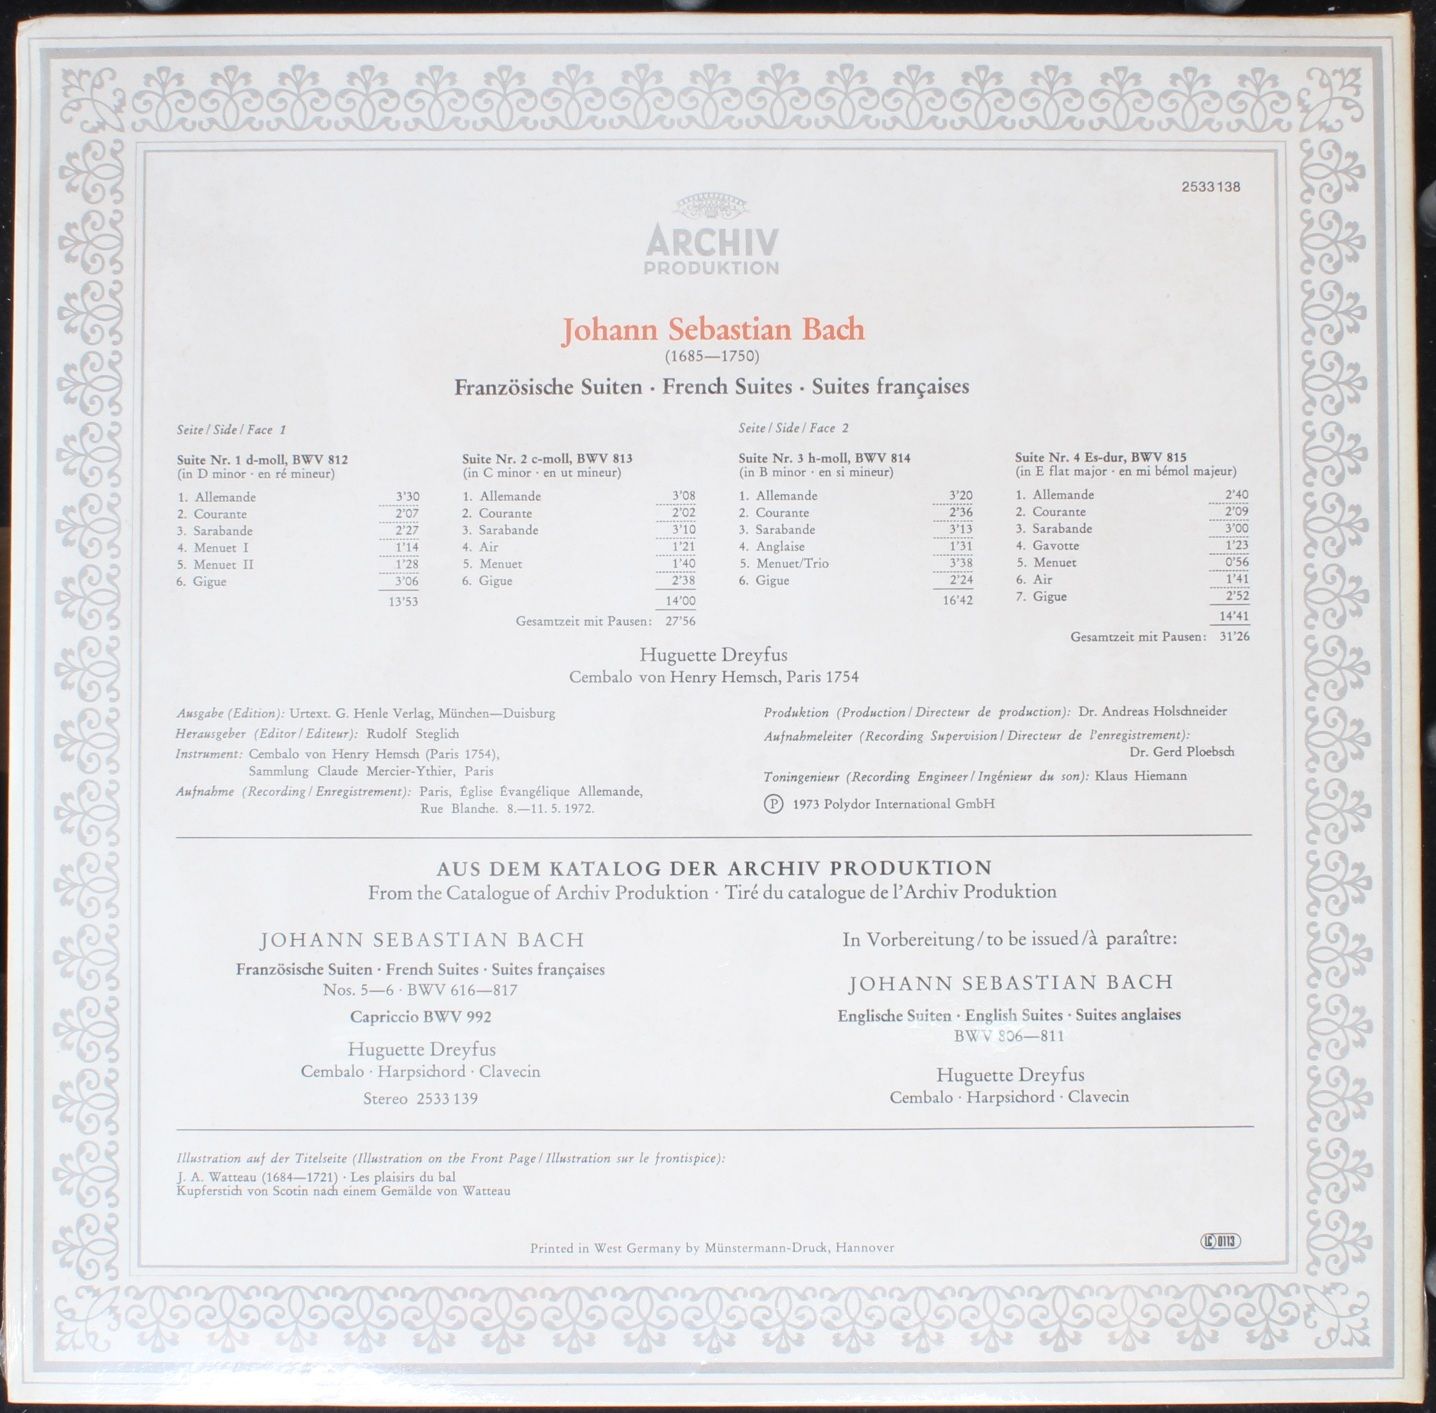 2533138
ARCHIV
PRODUKTION
Johann Sebastian Bach
(1685—1750)
Französische Suiten · French Suites · Suites françaises
Seite / Side / Face 1
Suite Nr. 1 d-moll, BWV 812
(in D minor · en ré mineur)
1. Allemande 3'30
2. Courante 2'07
3. Sarabande 2'27
4. Menuet I 1'14
5. Menuet II 1'28
6. Gigue 3'06
13'53
Suite Nr. 2 c-moll, BWV 813
(in C minor · en ut mineur)
1. Allemande 3'08
2. Courante 2'02
3. Sarabande 3'10
4. Air 1'21
5. Menuet 1'40
6. Gigue 2'38
14'00
Gesamtzeit mit Pausen: 27'56
Seite / Side / Face 2
Suite Nr. 3 h-moll, BWV 814
(in B minor · en si mineur)
1. Allemande 3'20
2. Courante 2'36
3. Sarabande 3'13
4. Anglaise 1'31
5. Menuet/Trio 3'38
6. Gigue 2'24
16'42
Suite Nr. 4 Es-dur, BWV 815
(in E flat major · en mi bémol majeur)
1. Allemande 2'40
2. Courante 2'09
3. Sarabande 3'00
4. Gavotte 1'23
5. Menuet 0'56
6. Air 1'41
7. Gigue 2'52
14'41
Gesamtzeit mit Pausen: 31'26
Huguette Dreyfus
Cembalo von Henry Hemsch, Paris 1754
Ausgabe (Edition): Urtext. G. Henle Verlag, München—Duisburg
Herausgeber (Editor / Editeur): Rudolf Steglich
Instrument: Cembalo von Henry Hemsch (Paris 1754),
Sammlung Claude Mercier-Ythier, Paris
Aufnahme (Recording / Enregistrement): Paris, Église Évangélique Allemande,
Rue Blanche. 8.—11. 5. 1972.
Produktion (Production / Directeur de production): Dr. Andreas Holschneider
Aufnahmeleiter (Recording Supervision / Directeur de l'enregistrement):
Dr. Gerd Ploebsch
Toningenieur (Recording Engineer / Ingénieur du son): Klaus Hiemann
Ⓟ 1973 Polydor International GmbH
AUS DEM KATALOG DER ARCHIV PRODUKTION
From the Catalogue of Archiv Produktion · Tiré du catalogue de l'Archiv Produktion
JOHANN SEBASTIAN BACH
Französische Suiten · French Suites · Suites françaises
Nos. 5—6 · BWV 616—817
Capriccio BWV 992
Huguette Dreyfus
Cembalo · Harpsichord · Clavecin
Stereo 2533 139
In Vorbereitung / to be issued / à paraître:
JOHANN SEBASTIAN BACH
Englische Suiten · English Suites · Suites anglaises
BWV 806—811
Huguette Dreyfus
Cembalo · Harpsichord · Clavecin
Illustration auf der Titelseite (Illustration on the Front Page / Illustration sur le frontispice):
J. A. Watteau (1684—1721) · Les plaisirs du bal
Kupferstich von Scotin nach einem Gemälde von Watteau
Printed in West Germany by Münstermann-Druck, Hannover
LC 0113